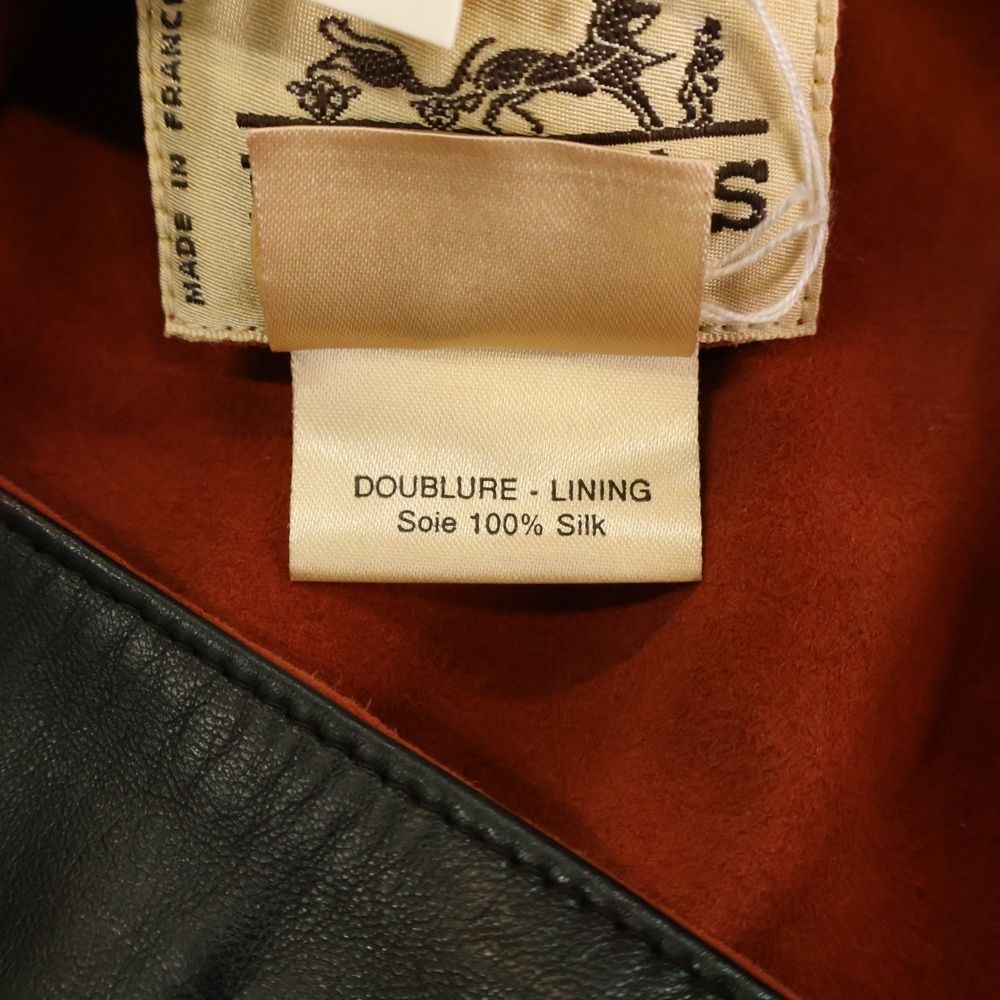 MADE IN FRANCE
DOUBLURE - LINING
Soie 100% Silk